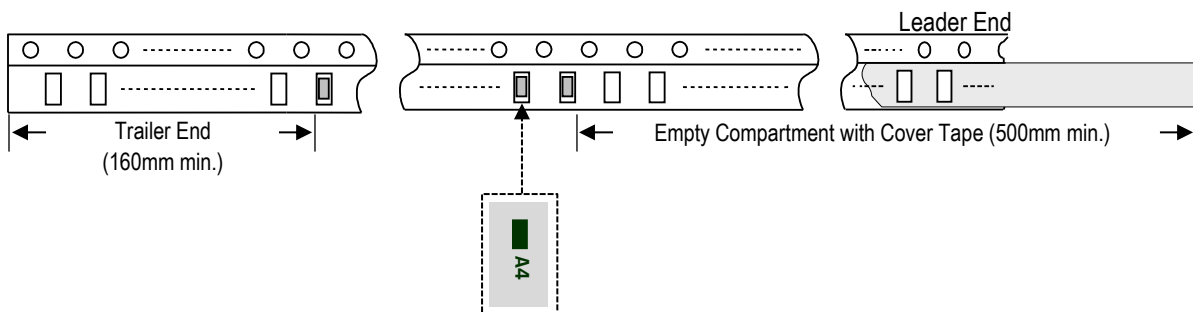 Leader End
Trailer End
(160mm min.)
Empty Compartment with Cover Tape (500mm min.)
A4